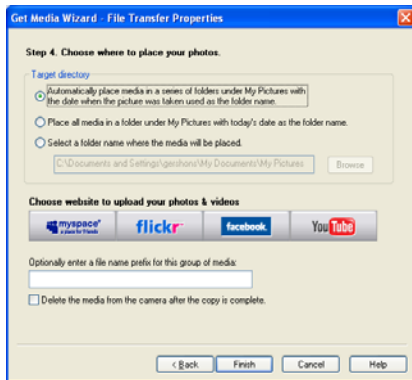 Get Media Wizard - File Transfer Properties
Step 4. Choose where to place your photos.
Target directory
Automatically place media in a series of folders under My Pictures with
the date when the picture was taken used as the folder name.
Place all media in a folder under My Pictures with today's date as the folder name.
Select a folder name where the media will be placed.
C:\Documents and Settings\gershons\My Documents\My Pictures
Browse
Choose website to upload your photos & videos
myspace
a place for friends
flickr
facebook.
YouTube
Optionally enter a file name prefix for this group of media:
Delete the media from the camera after the copy is complete.
< Back
Finish
Cancel
Help